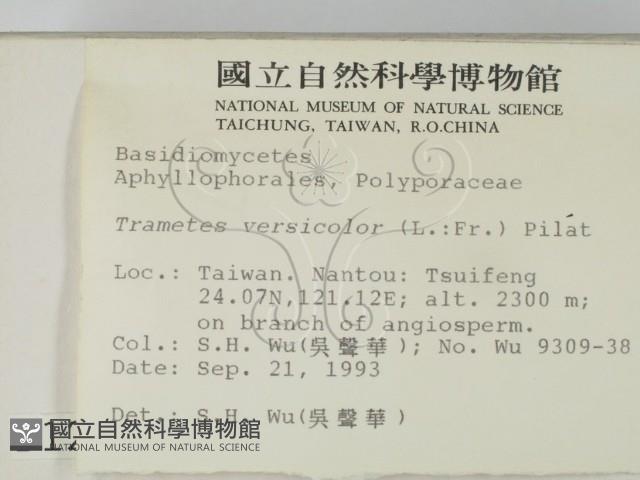 國立自然科學博物館
NATIONAL MUSEUM OF NATURAL SCIENCE
TAICHUNG, TAIWAN, R.O.CHINA
Basidiomycetes
Aphyllophorales, Polyporaceae
Trametes versicolor (L.:Fr.) Pilát
Loc.: Taiwan. Nantou: Tsuifeng
24.07N,121.12E; alt. 2300 m;
on branch of angiosperm.
Col.: S.H. Wu(吳聲華); No. Wu 9309-38
Date: Sep. 21, 1993
Det.: S.H. Wu(吳聲華)
國立自然科學博物館
NATIONAL MUSEUM OF NATURAL SCIENCE